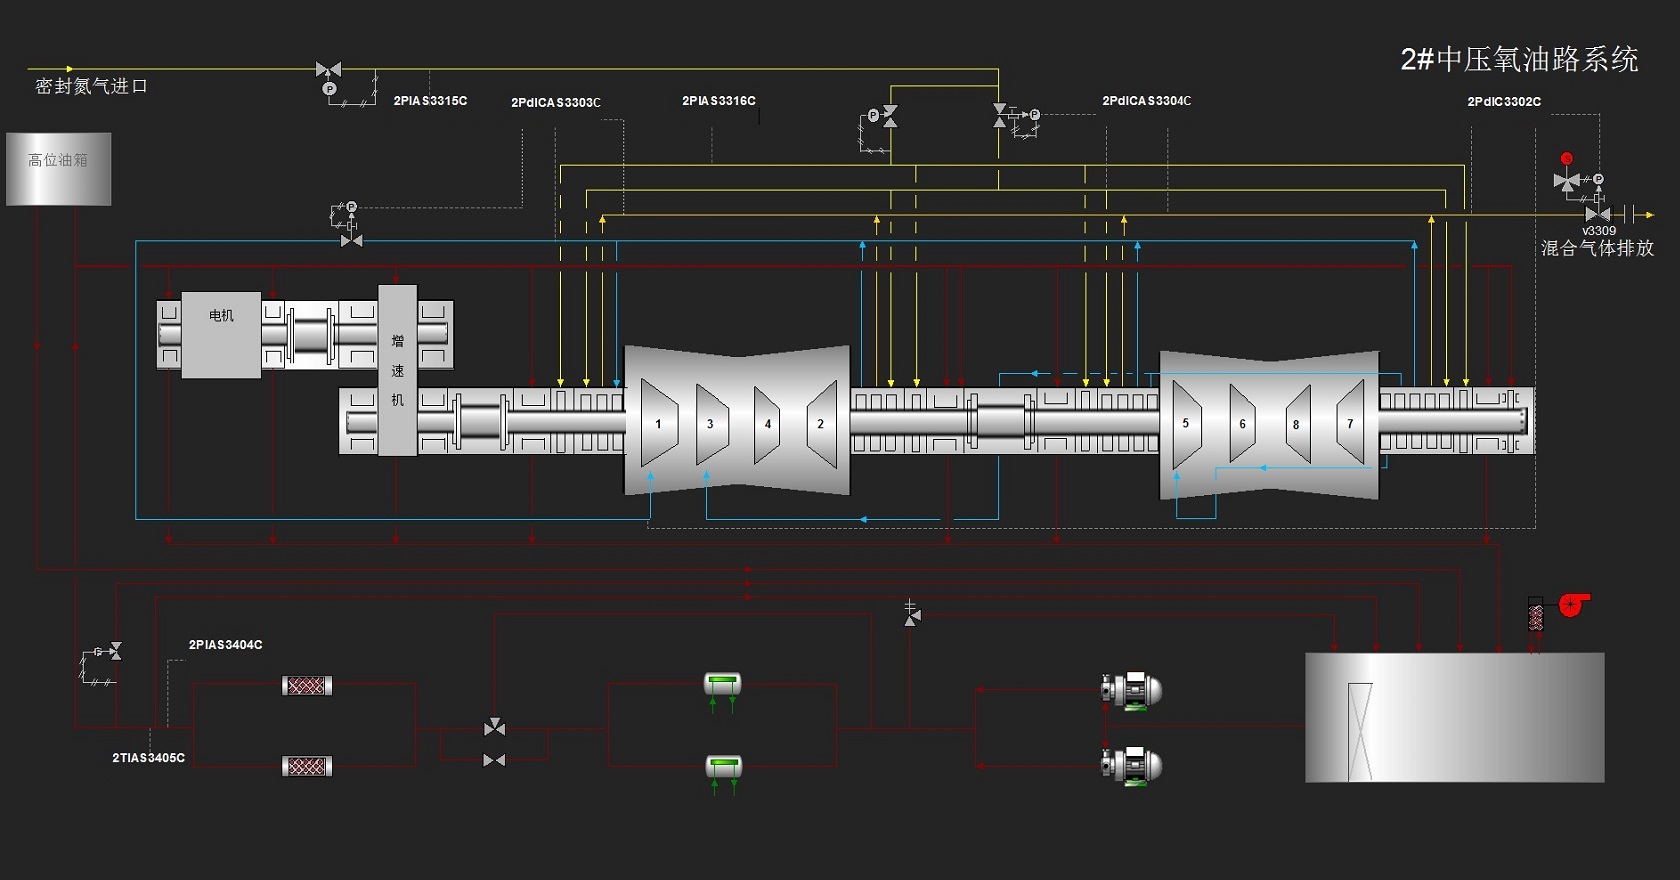 2#中压氧油路系统
密封氮气进口
2PIAS3315C
2PdICAS3303C
2PIAS3316C
2PdICAS3304C
2PdIC3302C
P
P
P
高位油箱
S
P
P
v3309
混合气体排放
电机
增
速
机
1
3
4
2
5
6
8
7
2PIAS3404C
2TIAS3405C